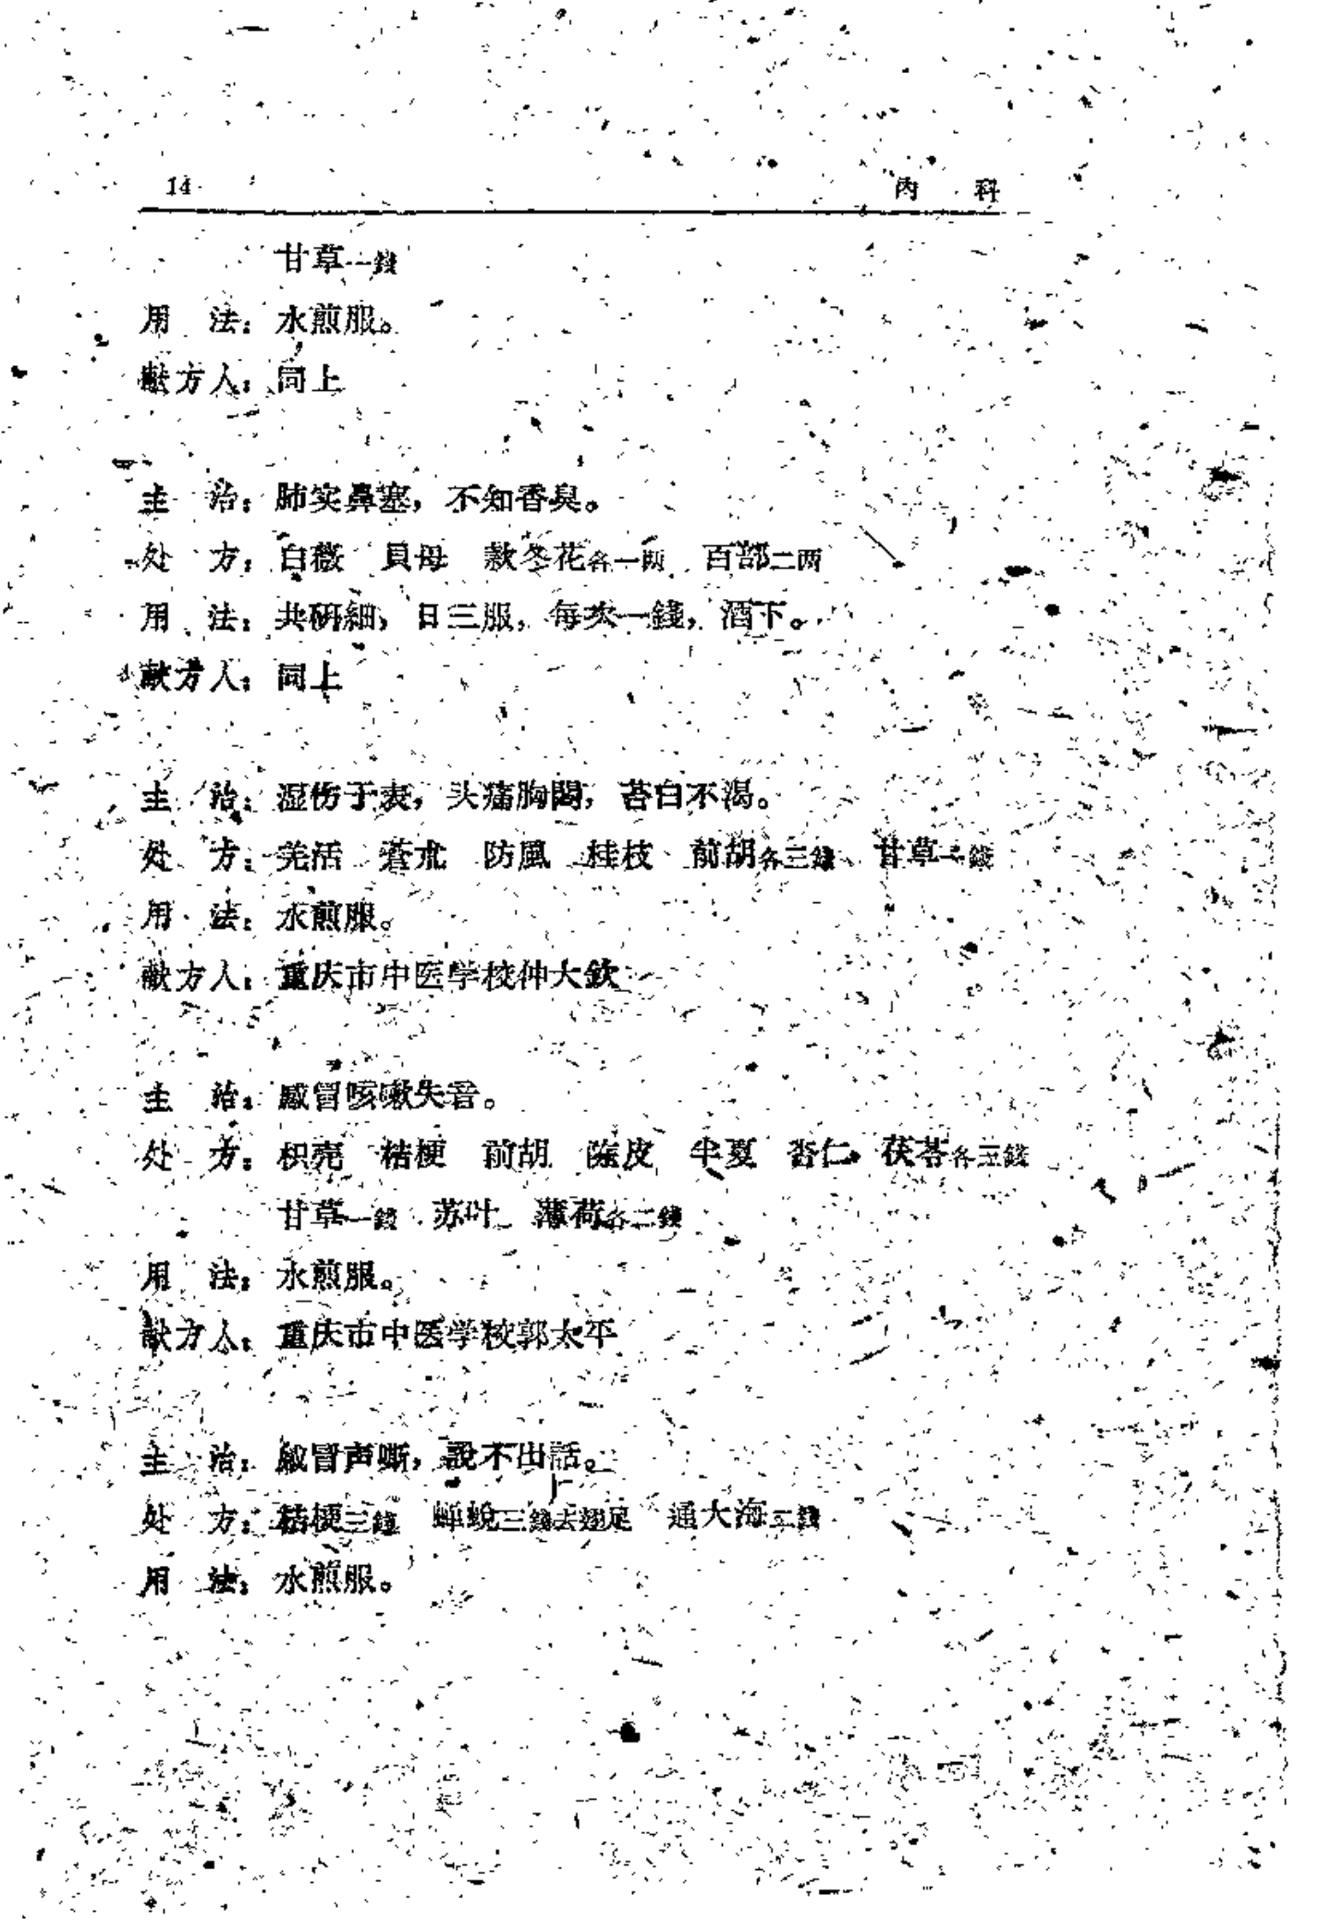 14 内 科
甘草一錢
用 法：水煎服。
献方人：同上
主 治：肺实鼻塞，不知香臭。
处 方：白薇 貝母 款冬花各一两 百部二两
用 法：共研細，日三服，每次一錢，酒下。
献方人：同上
主 治：湿伤于表，头痛胸悶，苔白不渴。
处 方：羌活 蒼朮 防風 桂枝 前胡各三錢 甘草一錢
用 法：水煎服。
献方人：重庆市中医学校仲大欽
主 治：感冒咳嗽失音。
处 方：枳壳 桔梗 前胡 陈皮 半夏 杏仁 茯苓各三錢
甘草一錢 苏叶 薄荷各二錢
用 法：水煎服。
献方人：重庆市中医学校郭太平
主 治：感冒声嘶，說不出話。
处 方：桔梗三錢 蟬蛻三錢去翅足 通大海三錢
用 法：水煎服。